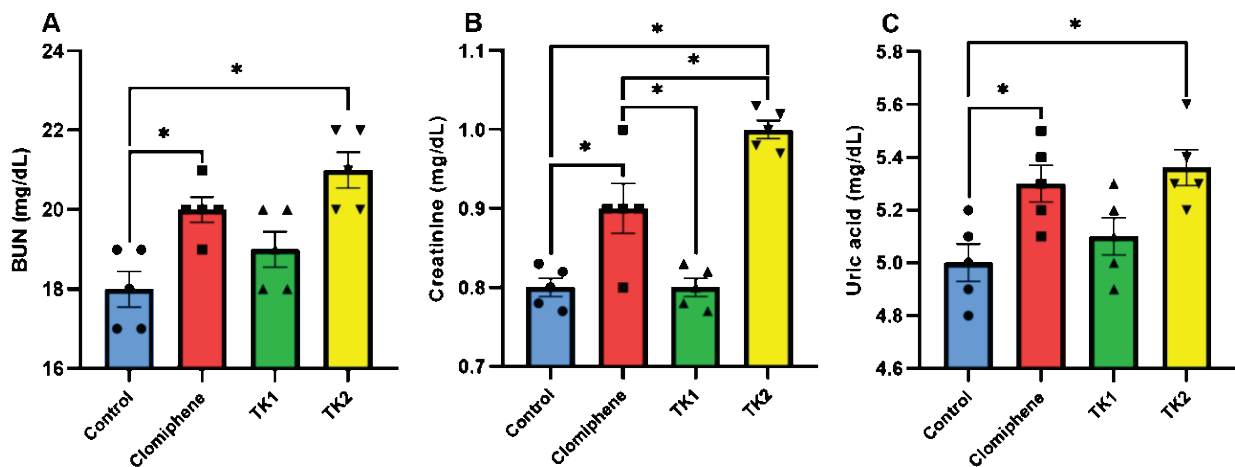 A
BUN (mg/dL)
24
22
20
18
16
*
*
Control
Clomiphene
TK1
TK2
B
Creatinine (mg/dL)
1.1
1.0
0.9
0.8
0.7
*
*
*
*
Control
Clomiphene
TK1
TK2
C
Uric acid (mg/dL)
5.8
5.6
5.4
5.2
5.0
4.8
4.6
*
*
Control
Clomiphene
TK1
TK2